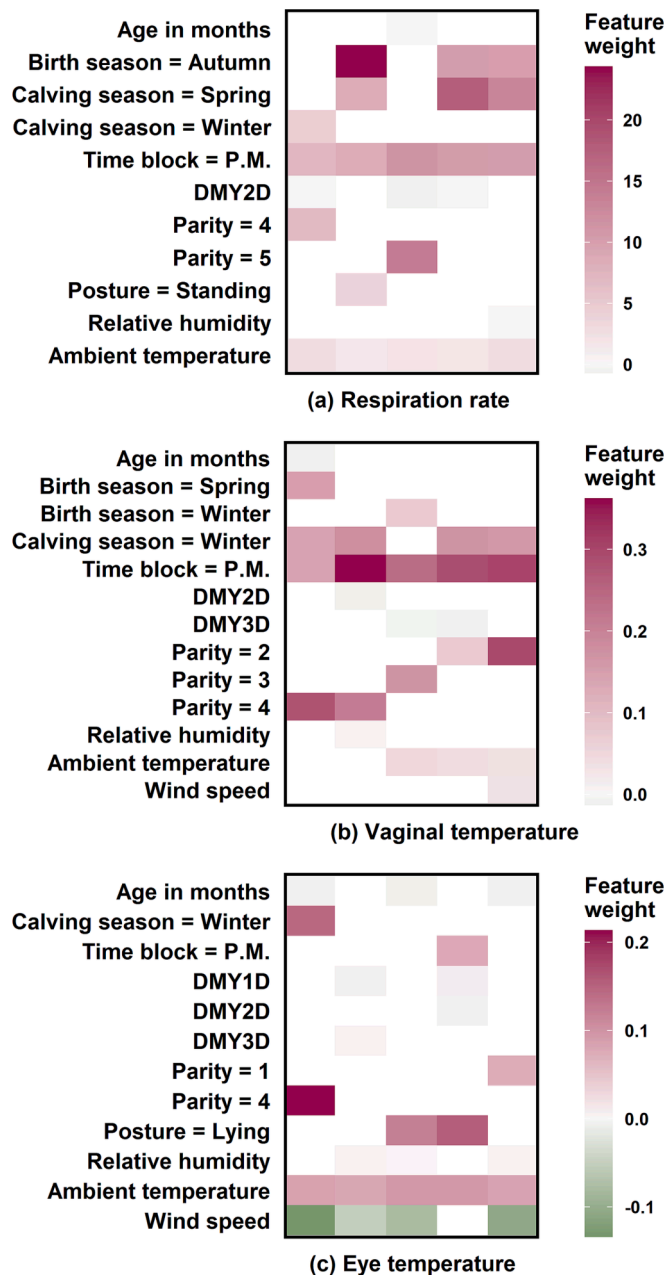 Age in months
Birth season = Autumn
Calving season = Spring
Calving season = Winter
Time block = P.M.
DMY2D
Parity = 4
Parity = 5
Posture = Standing
Relative humidity
Ambient temperature
Feature
weight
20
15
10
5
0
(a) Respiration rate
Age in months
Birth season = Spring
Birth season = Winter
Calving season = Winter
Time block = P.M.
DMY2D
DMY3D
Parity = 2
Parity = 3
Parity = 4
Relative humidity
Ambient temperature
Wind speed
Feature
weight
0.3
0.2
0.1
0.0
(b) Vaginal temperature
Age in months
Calving season = Winter
Time block = P.M.
DMY1D
DMY2D
DMY3D
Parity = 1
Parity = 4
Posture = Lying
Relative humidity
Ambient temperature
Wind speed
Feature
weight
0.2
0.1
0.0
-0.1
(c) Eye temperature